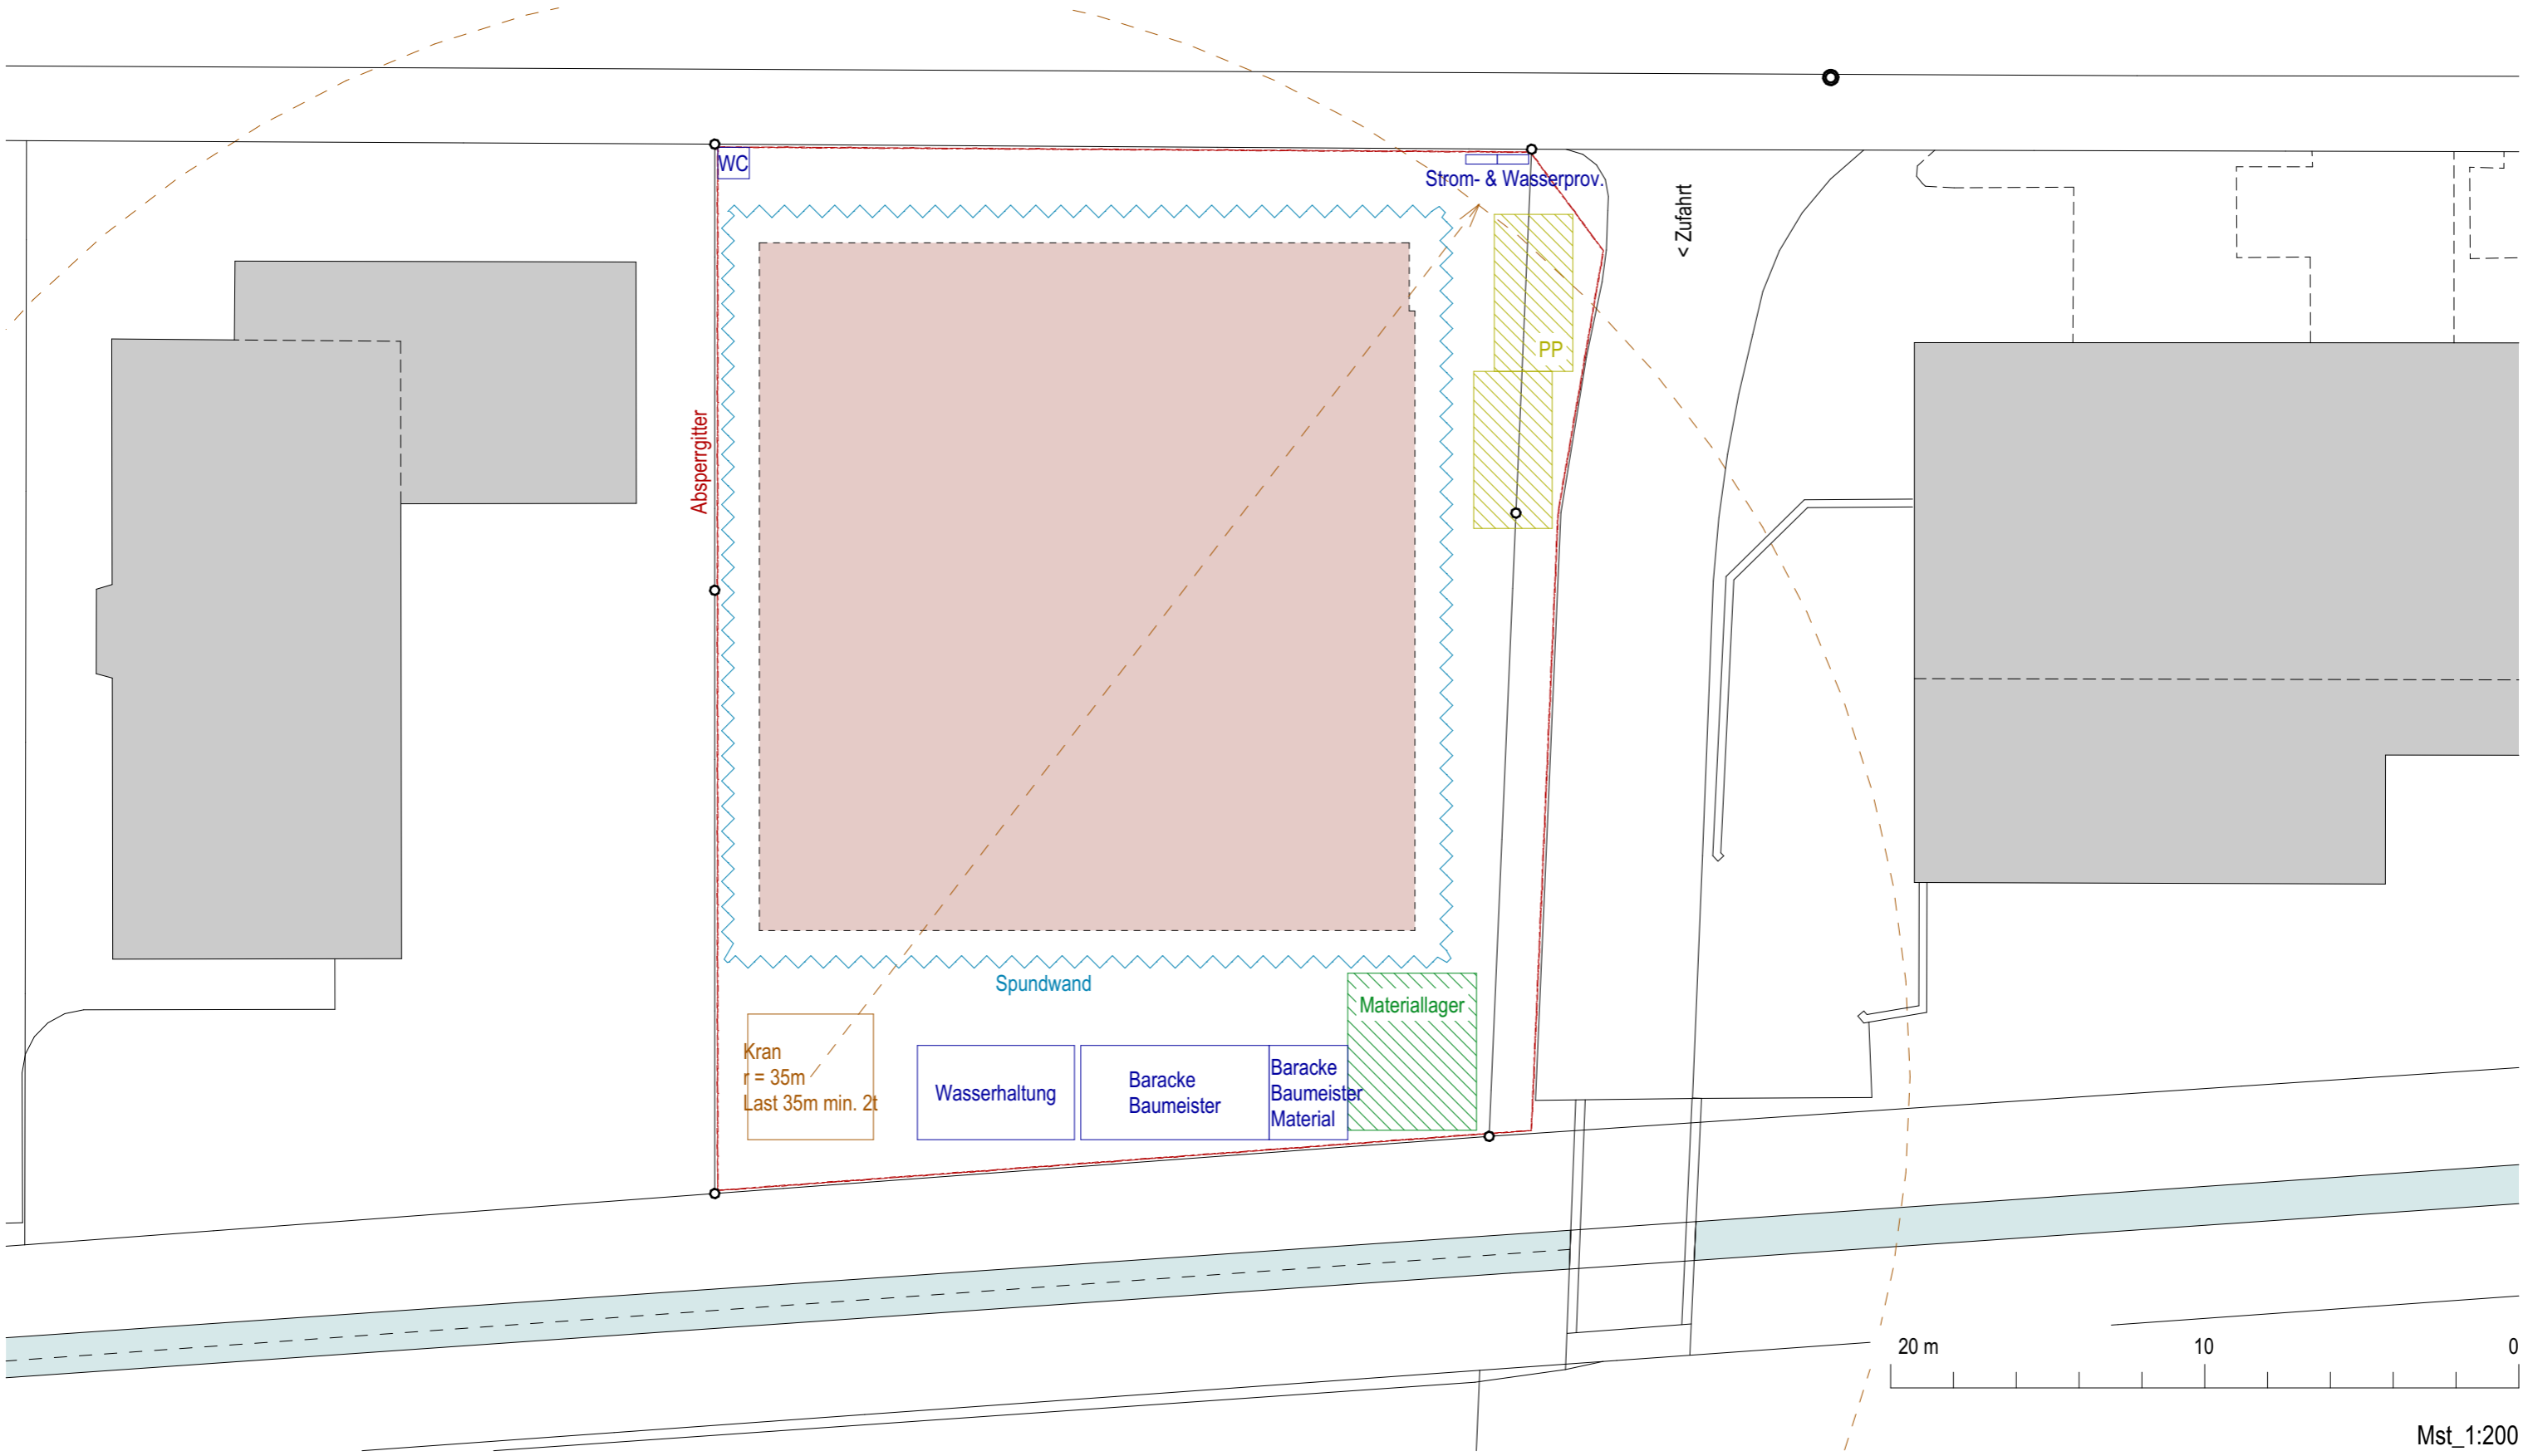 WC
Strom- & Wasserprov.
< Zufahrt
PP
Absperrgitter
Spundwand
Materiallager
Kran
r = 35m
Last 35m min. 2t
Wasserhaltung
Baracke
Baumeister
Baracke
Baumeister
Material
20 m
10
0
Mst_1:200